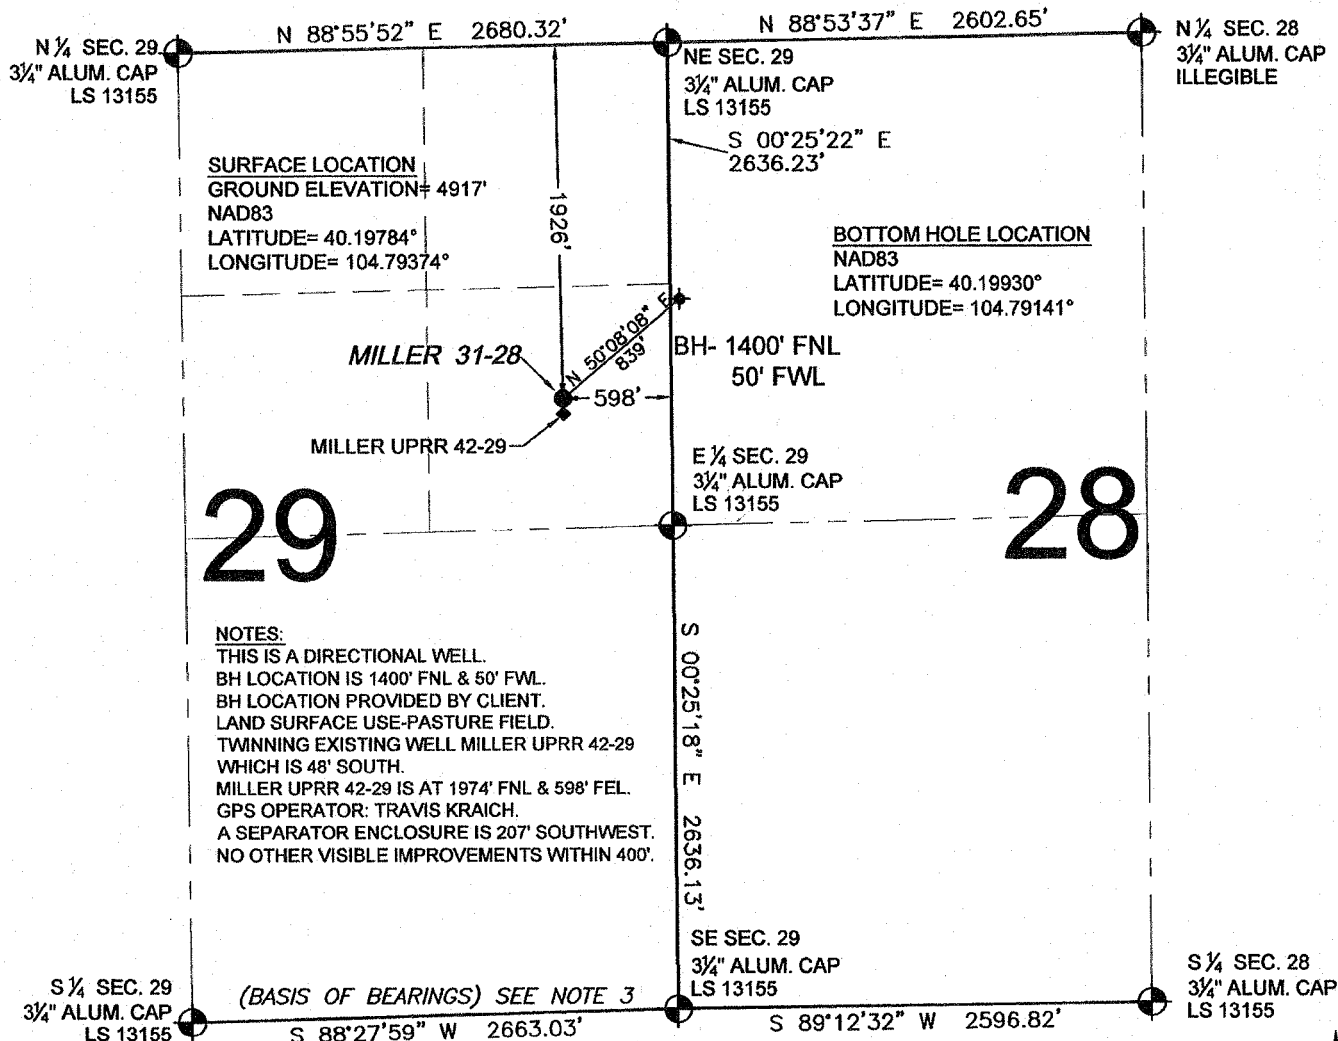 N 88°55'52" E 2680.32'
N 88°53'37" E 2602.65'
N ¼ SEC. 29
3¼" ALUM. CAP
LS 13155
NE SEC. 29
3¼" ALUM. CAP
LS 13155
N ¼ SEC. 28
3¼" ALUM. CAP
ILLEGIBLE
S 00°25'22" E
2636.23'
SURFACE LOCATION
GROUND ELEVATION= 4917'
NAD83
LATITUDE= 40.19784°
LONGITUDE= 104.79374°
1926'
BOTTOM HOLE LOCATION
NAD83
LATITUDE= 40.19930°
LONGITUDE= 104.79141°
N 50°08'08" E
839'
BH- 1400' FNL
50' FWL
MILLER 31-28
598'
MILLER UPRR 42-29
E ¼ SEC. 29
3¼" ALUM. CAP
LS 13155
29
28
NOTES:
THIS IS A DIRECTIONAL WELL.
BH LOCATION IS 1400' FNL & 50' FWL.
BH LOCATION PROVIDED BY CLIENT.
LAND SURFACE USE-PASTURE FIELD.
TWINNING EXISTING WELL MILLER UPRR 42-29
WHICH IS 48' SOUTH.
MILLER UPRR 42-29 IS AT 1974' FNL & 598' FEL.
GPS OPERATOR: TRAVIS KRAICH.
A SEPARATOR ENCLOSURE IS 207' SOUTHWEST.
NO OTHER VISIBLE IMPROVEMENTS WITHIN 400'.
S 00°25'18" E 2636.13'
SE SEC. 29
3¼" ALUM. CAP
LS 13155
S ¼ SEC. 29
3¼" ALUM. CAP
LS 13155
(BASIS OF BEARINGS) SEE NOTE 3
S 88°27'59" W 2663.03'
S 89°12'32" W 2596.82'
S ¼ SEC. 28
3¼" ALUM. CAP
LS 13155